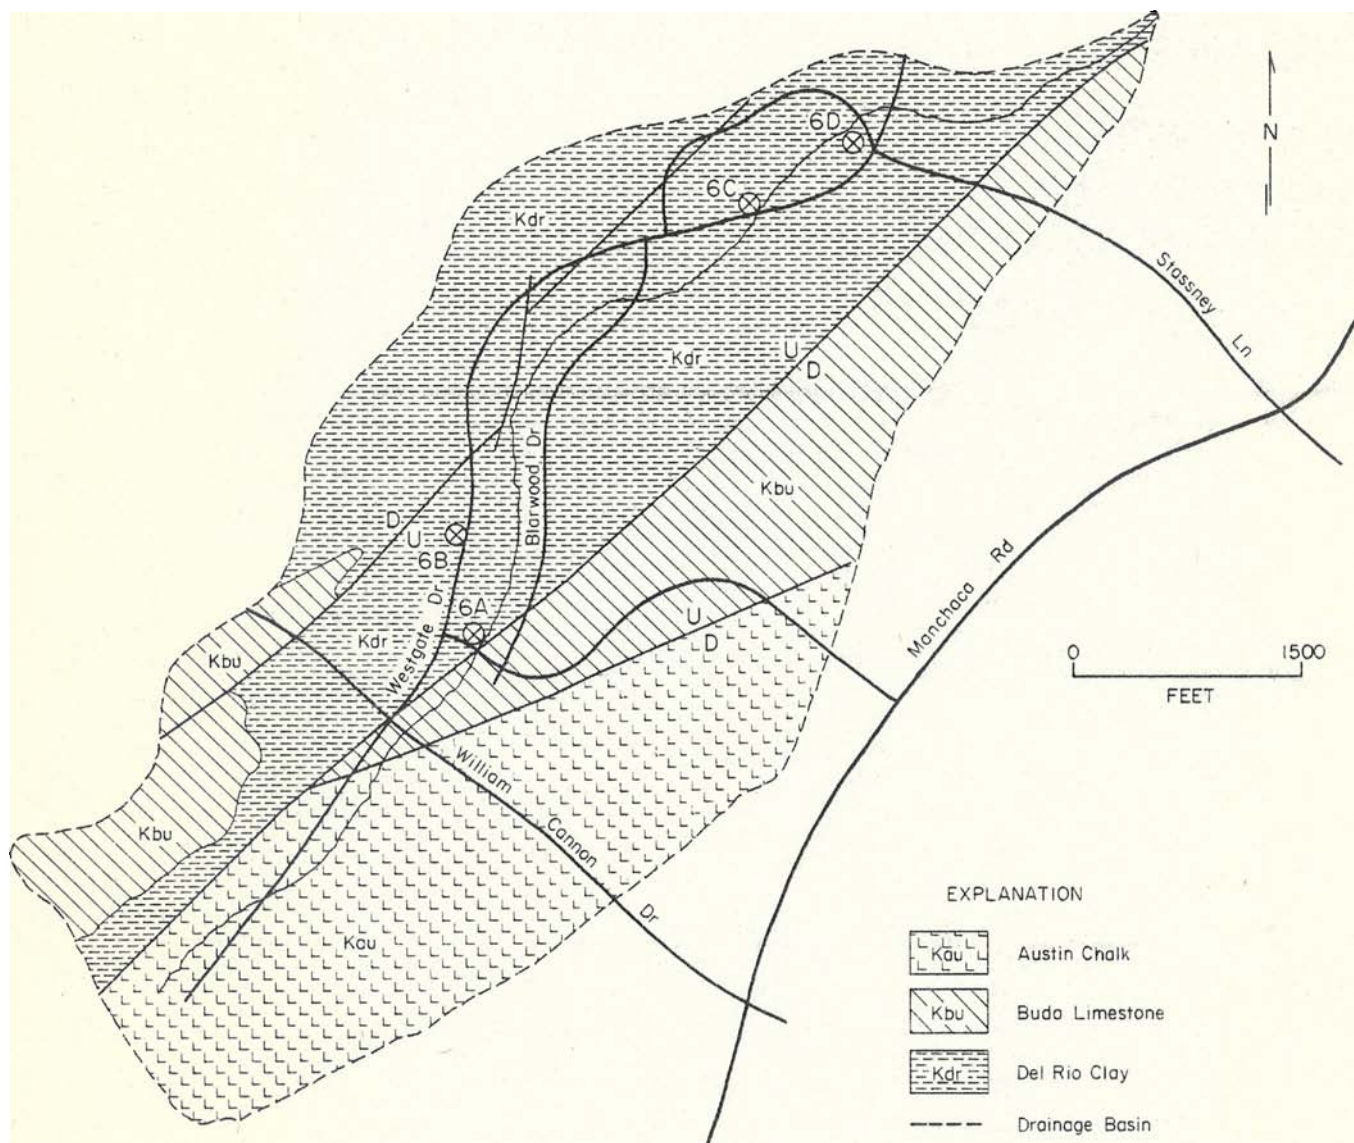 6D
N
6C
Kdr
Stassney Ln
U
D
Kdr
Blarwood Dr
Kbu
D
U
6B
Manchaca Rd
6A
U
D
0 1500
FEET
Kdr
Westgate Dr
Kbu
William Cannon Dr
Kbu
Kau
EXPLANATION
Kau Austin Chalk
Kbu Buda Limestone
Kdr Del Rio Clay
Drainage Basin